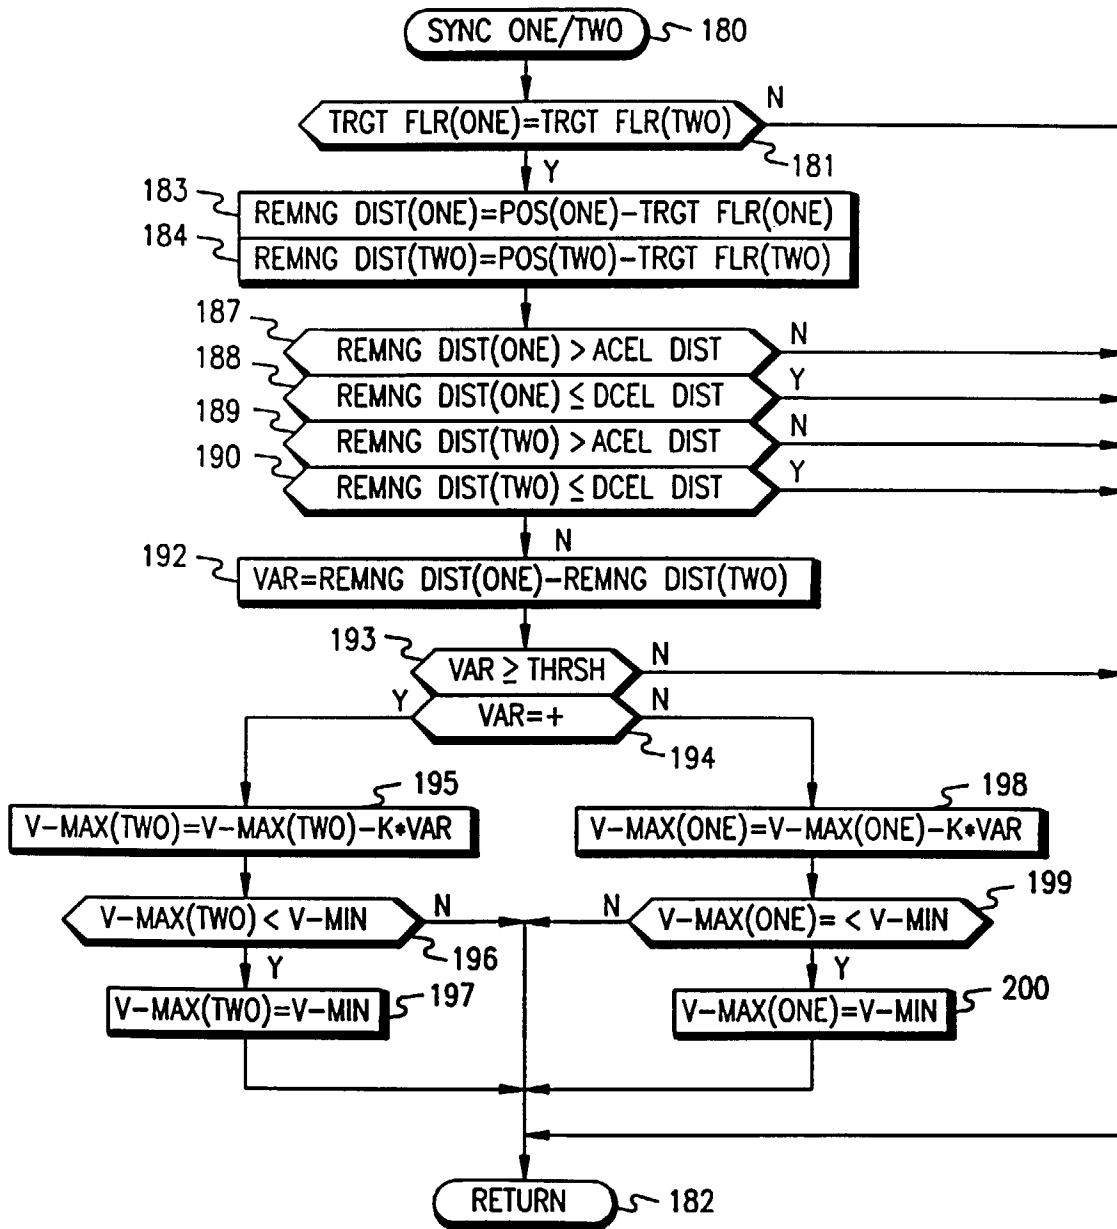 SYNC ONE/TWO 180
TRGT FLR(ONE)=TRGT FLR(TWO) N
181
Y
183 REMNG DIST(ONE)=POS(ONE)-TRGT FLR(ONE)
184 REMNG DIST(TWO)=POS(TWO)-TRGT FLR(TWO)
187 REMNG DIST(ONE) > ACEL DIST N
188 REMNG DIST(ONE) ≤ DCEL DIST Y
189 REMNG DIST(TWO) > ACEL DIST N
190 REMNG DIST(TWO) ≤ DCEL DIST Y
N
192 VAR=REMNG DIST(ONE)-REMNG DIST(TWO)
193 VAR ≥ THRSH N
Y VAR=+ N
194
195 198
V-MAX(TWO)=V-MAX(TWO)-K*VAR V-MAX(ONE)=V-MAX(ONE)-K*VAR
V-MAX(TWO) < V-MIN N N V-MAX(ONE)= < V-MIN 199
196
Y Y
V-MAX(TWO)=V-MIN 197 V-MAX(ONE)=V-MIN 200
RETURN 182